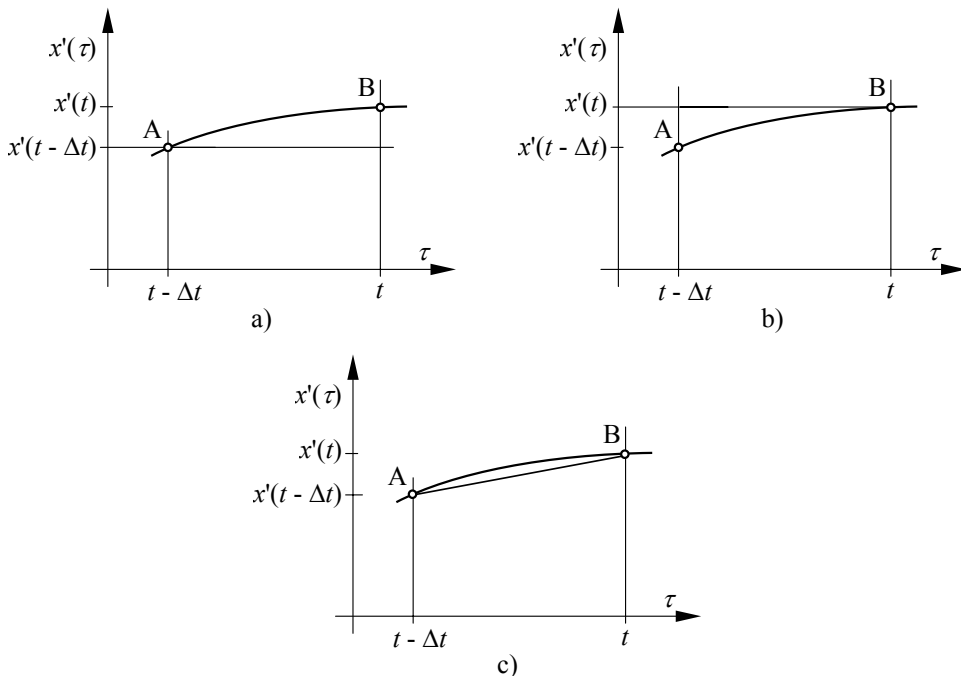 x'(τ)
x'(t)
x'(t - Δt)
A
B
τ
t - Δt
t
a)
x'(τ)
x'(t)
x'(t - Δt)
A
B
τ
t - Δt
t
b)
x'(τ)
x'(t)
x'(t - Δt)
A
B
τ
t - Δt
t
c)